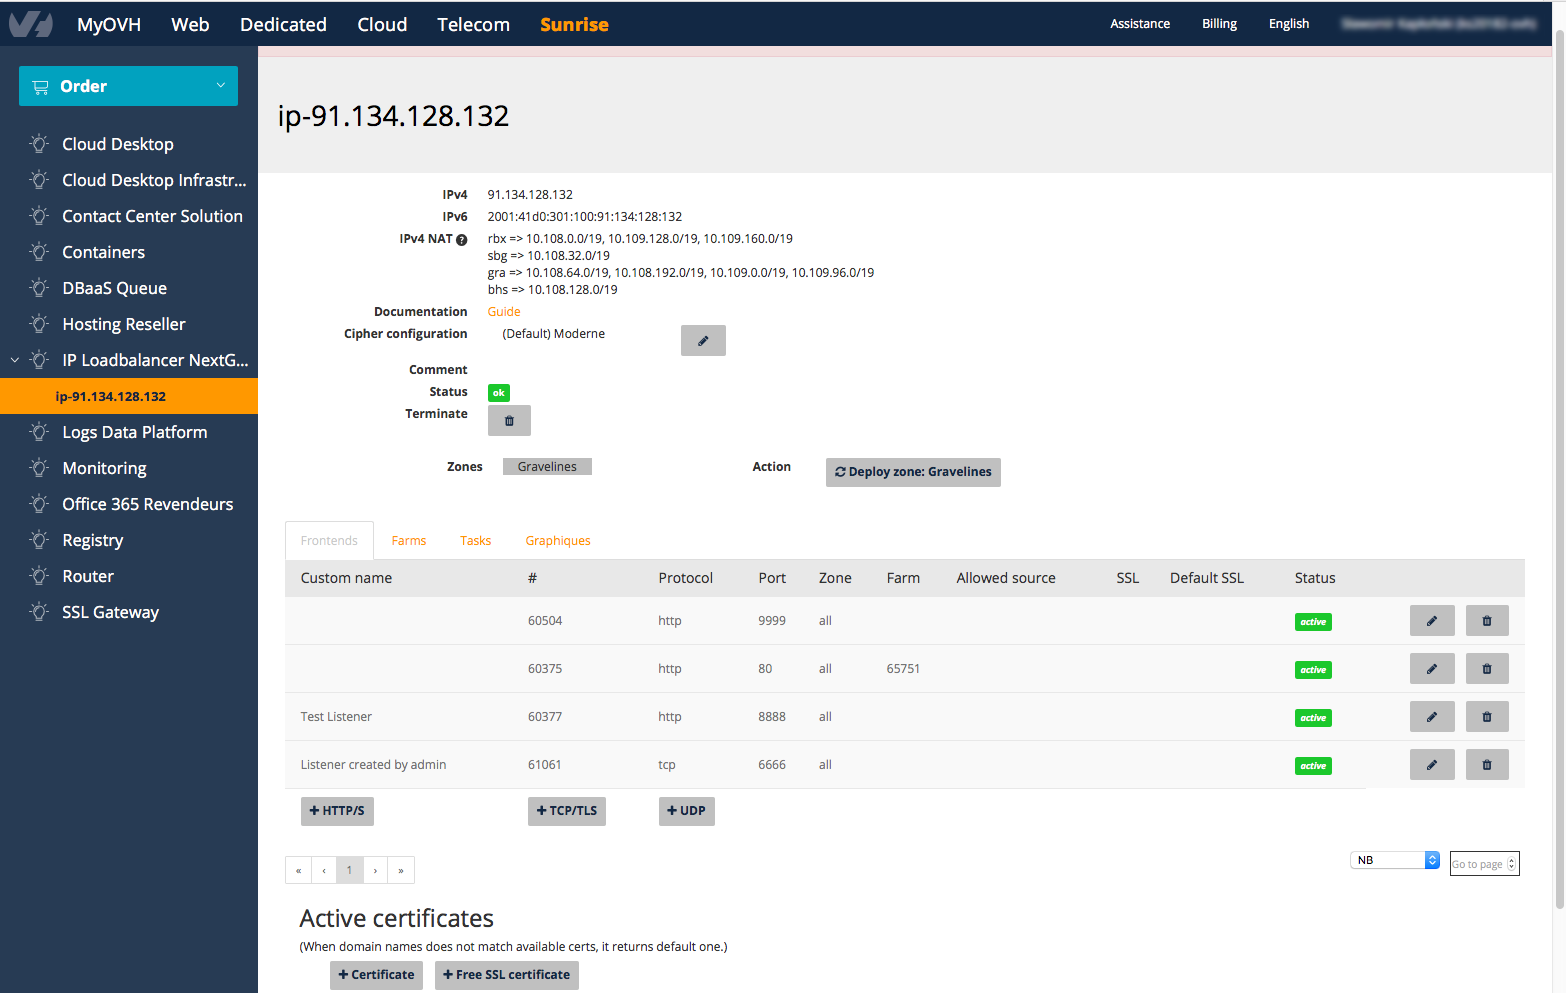 MyOVH Web Dedicated Cloud Telecom Sunrise Assistance Billing English
Order
Cloud Desktop
Cloud Desktop Infrastr...
Contact Center Solution
Containers
DBaaS Queue
Hosting Reseller
IP Loadbalancer NextG...
ip-91.134.128.132
Logs Data Platform
Monitoring
Office 365 Revendeurs
Registry
Router
SSL Gateway
ip-91.134.128.132
IPv4 91.134.128.132
IPv6 2001:41d0:301:100:91:134:128:132
IPv4 NAT ? rbx => 10.108.0.0/19, 10.109.128.0/19, 10.109.160.0/19
sbg => 10.108.32.0/19
gra => 10.108.64.0/19, 10.108.192.0/19, 10.109.0.0/19, 10.109.96.0/19
bhs => 10.108.128.0/19
Documentation Guide
Cipher configuration (Default) Moderne
Comment
Status ok
Terminate
Zones Gravelines Action Deploy zone: Gravelines
Frontends Farms Tasks Graphiques
Custom name # Protocol Port Zone Farm Allowed source SSL Default SSL Status
60504 http 9999 all active
60375 http 80 all 65751 active
Test Listener 60377 http 8888 all active
Listener created by admin 61061 tcp 6666 all active
+ HTTP/S + TCP/TLS + UDP
« ‹ 1 › » NB Go to page
Active certificates
(When domain names does not match available certs, it returns default one.)
+ Certificate + Free SSL certificate